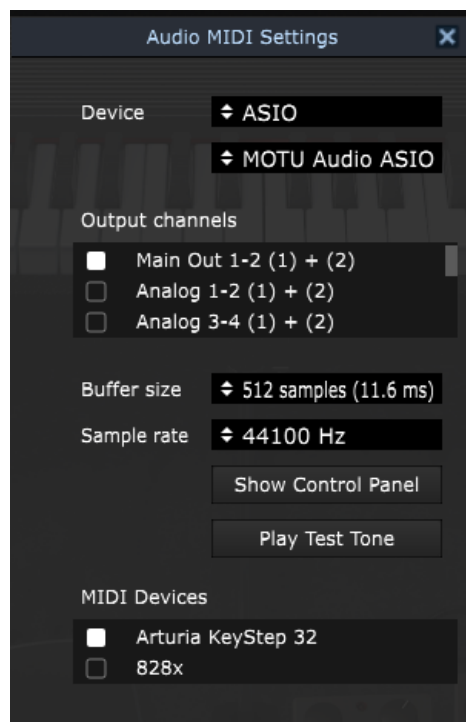 Audio MIDI Settings
Device ASIO
MOTU Audio ASIO
Output channels
Main Out 1-2 (1) + (2)
Analog 1-2 (1) + (2)
Analog 3-4 (1) + (2)
Buffer size 512 samples (11.6 ms)
Sample rate 44100 Hz
Show Control Panel
Play Test Tone
MIDI Devices
Arturia KeyStep 32
828x